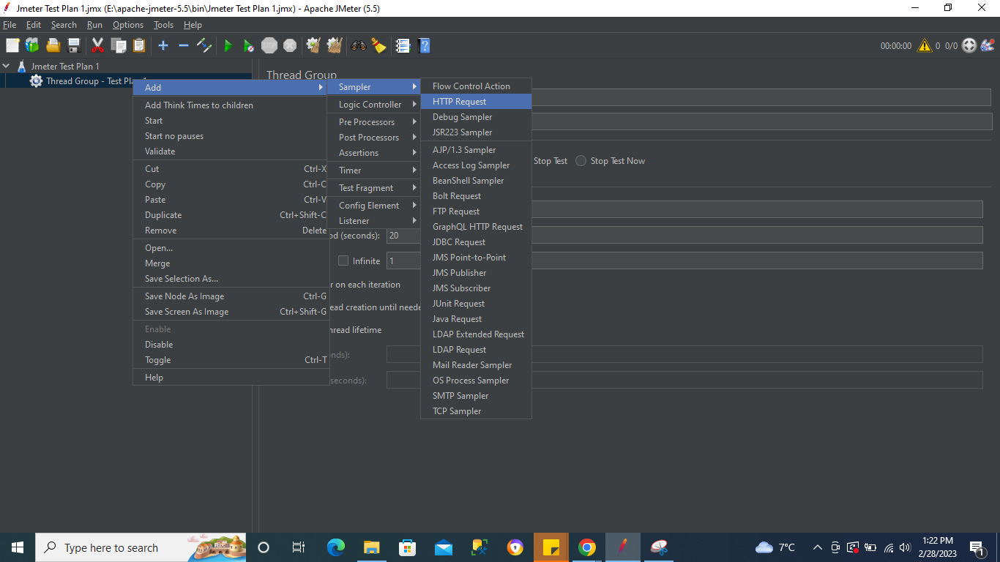 Jmeter Test Plan 1.jmx (E:\apache-jmeter-5.5\bin\Jmeter Test Plan 1.jmx) - Apache JMeter (5.5)
File Edit Search Run Options Tools Help
STOP
00:00:00 0 0/0
Jmeter Test Plan 1
Thread Group - Test
Thread Group
Add
Add Think Times to children
Start
Start no pauses
Validate
Cut Ctrl-X
Copy Ctrl-C
Paste Ctrl-V
Duplicate Ctrl+Shift-C
Remove Delete
Open...
Merge
Save Selection As...
Save Node As Image Ctrl-G
Save Screen As Image Ctrl+Shift-G
Enable
Disable
Toggle Ctrl-T
Help
Sampler
Logic Controller
Pre Processors
Post Processors
Assertions
Timer
Test Fragment
Config Element
Listener
Flow Control Action
HTTP Request
Debug Sampler
JSR223 Sampler
AJP/1.3 Sampler
Access Log Sampler
BeanShell Sampler
Bolt Request
FTP Request
GraphQL HTTP Request
JDBC Request
JMS Point-to-Point
JMS Publisher
JMS Subscriber
JUnit Request
Java Request
LDAP Extended Request
LDAP Request
Mail Reader Sampler
OS Process Sampler
SMTP Sampler
TCP Sampler
Stop Test Stop Test Now
(seconds): 20
Infinite 1
on each iteration
creation until
lifetime
Type here to search
7°C
1:22 PM
2/28/2023
1